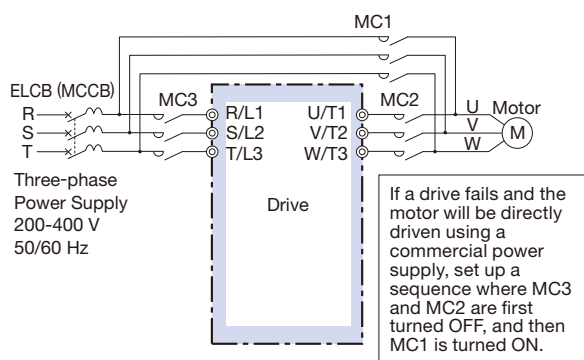 MC1
ELCB (MCCB)
R
S
T
MC3
R/L1
S/L2
T/L3
U/T1
V/T2
W/T3
MC2
U
V
W
Motor
M
Drive
Three-phase
Power Supply
200-400 V
50/60 Hz
If a drive fails and the
motor will be directly
driven using a
commercial power
supply, set up a
sequence where MC3
and MC2 are first
turned OFF, and then
MC1 is turned ON.